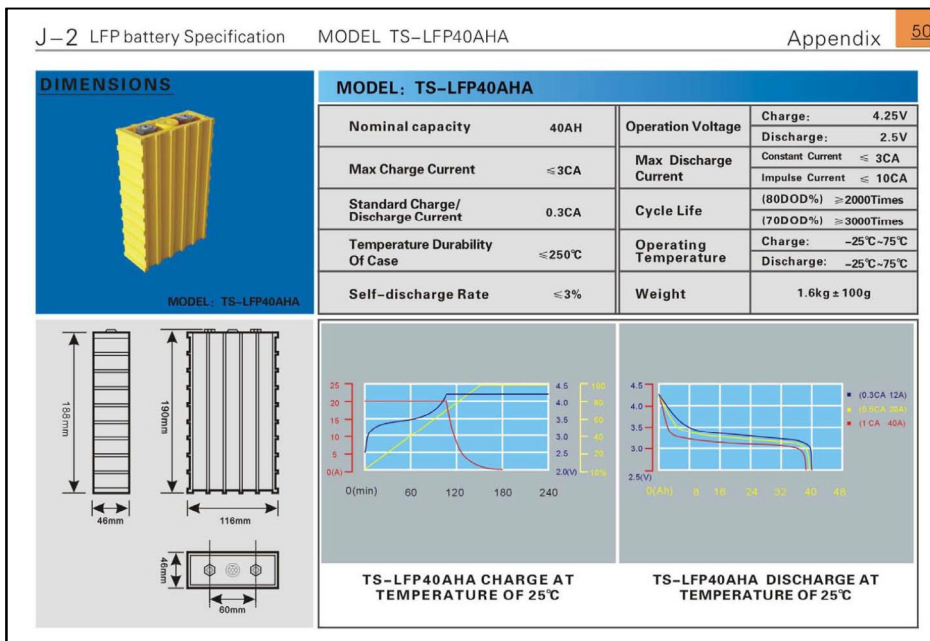 J-2 LFP battery Specification MODEL TS-LFP40AHA Appendix 50
DIMENSIONS
MODEL: TS-LFP40AHA
MODEL: TS-LFP40AHA
Nominal capacity 40AH
Max Charge Current ≤3CA
Standard Charge/
Discharge Current 0.3CA
Temperature Durability
Of Case ≤250℃
Self-discharge Rate ≤3%
Operation Voltage
Charge: 4.25V
Discharge: 2.5V
Max Discharge
Current
Constant Current ≤ 3CA
Impulse Current ≤ 10CA
Cycle Life
(80DOD%) ≥2000Times
(70DOD%) ≥3000Times
Operating
Temperature
Charge: -25℃~75℃
Discharge: -25℃~75℃
Weight 1.6kg±100g
188mm
46mm
190mm
116mm
46mm
60mm
25
20
15
10
5
0(A)
4.5
4.0
3.5
3.0
2.5
2.0(V)
100
80
60
40
20
10%
0(min) 60 120 180 240
TS-LFP40AHA CHARGE AT
TEMPERATURE OF 25℃
4.5
4.0
3.5
3.0
2.5(V)
0(Ah) 8 16 24 32 40 48
(0.3CA 12A)
(0.5CA 20A)
(1 CA 40A)
TS-LFP40AHA DISCHARGE AT
TEMPERATURE OF 25℃